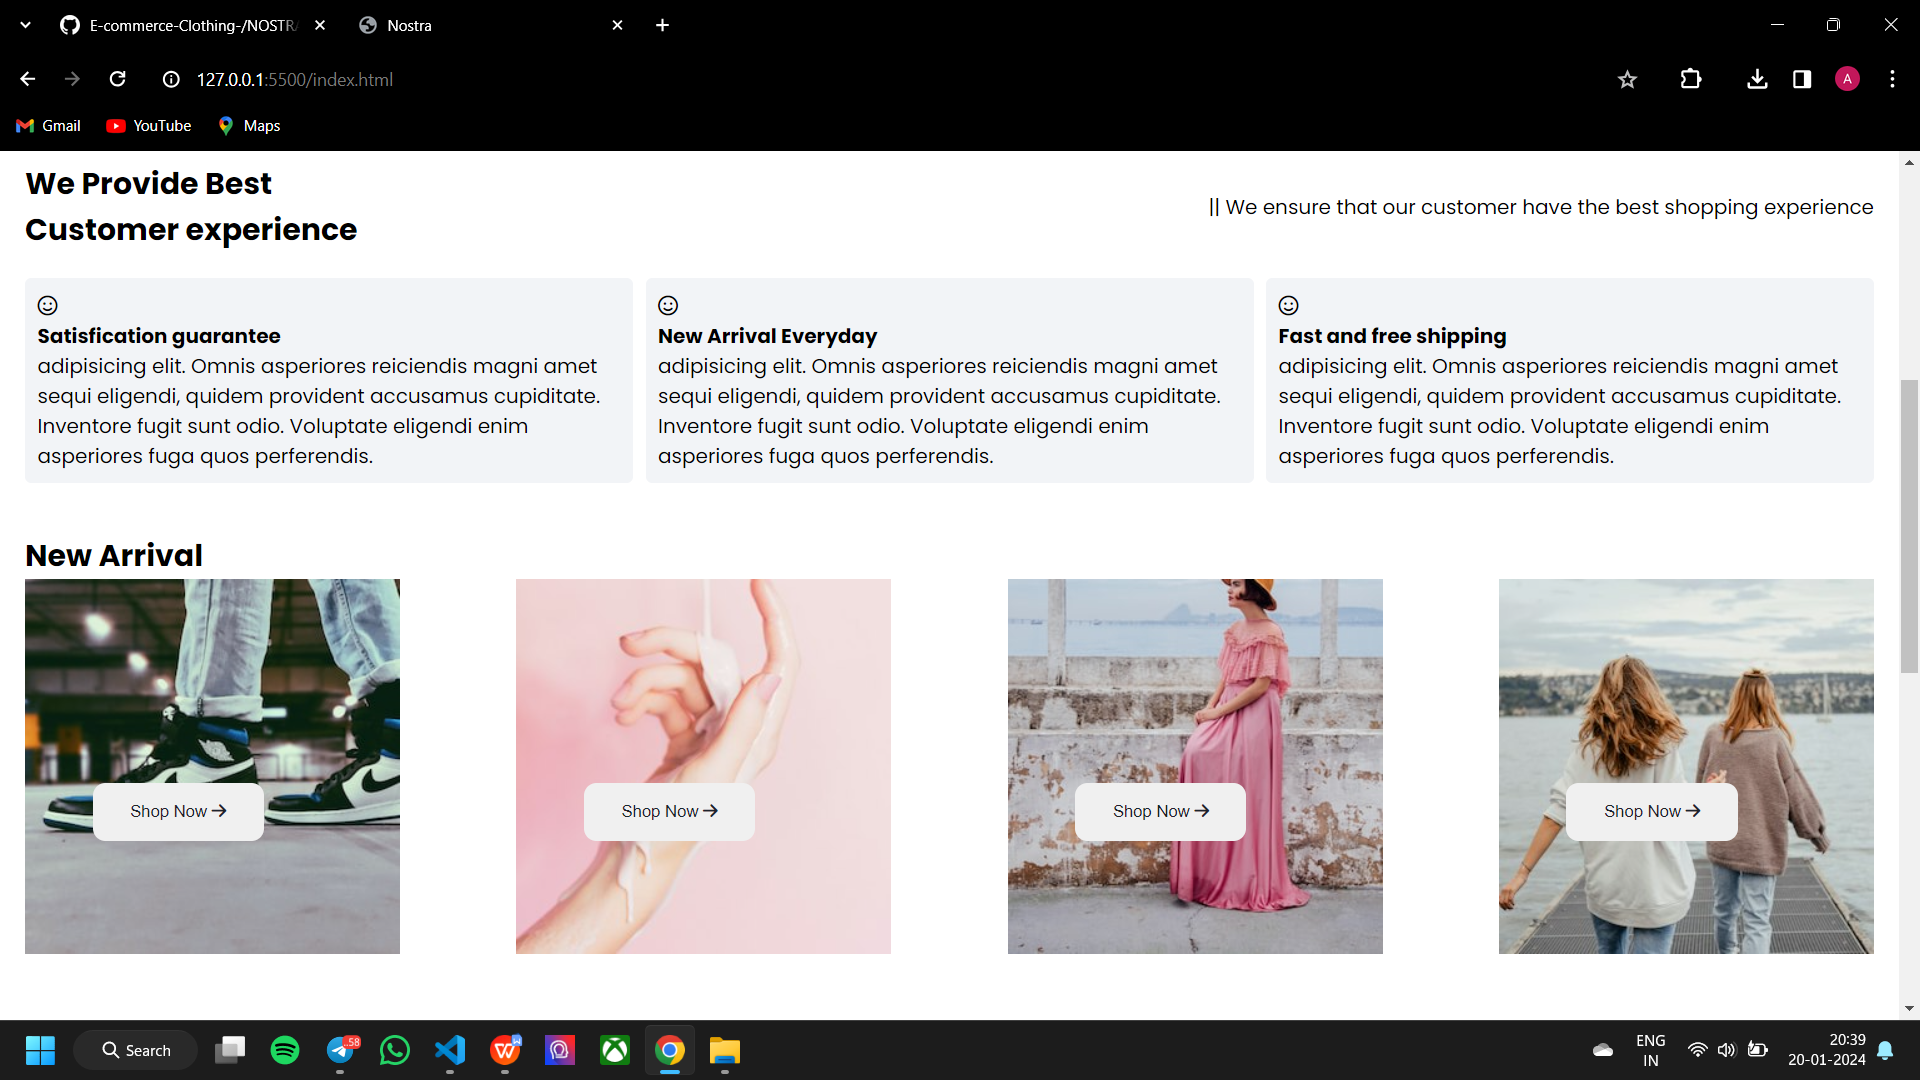 E-commerce-Clothing-/NOSTRA
Nostra
127.0.0.1:5500/index.html
A
Gmail
YouTube
Maps
We Provide Best
Customer experience
|| We ensure that our customer have the best shopping experience
Satisfication guarantee
adipisicing elit. Omnis asperiores reiciendis magni amet
sequi eligendi, quidem provident accusamus cupiditate.
Inventore fugit sunt odio. Voluptate eligendi enim
asperiores fuga quos perferendis.
New Arrival Everyday
adipisicing elit. Omnis asperiores reiciendis magni amet
sequi eligendi, quidem provident accusamus cupiditate.
Inventore fugit sunt odio. Voluptate eligendi enim
asperiores fuga quos perferendis.
Fast and free shipping
adipisicing elit. Omnis asperiores reiciendis magni amet
sequi eligendi, quidem provident accusamus cupiditate.
Inventore fugit sunt odio. Voluptate eligendi enim
asperiores fuga quos perferendis.
New Arrival
Shop Now
Shop Now
Shop Now
Shop Now
Search
58
W
ENG
IN
20:39
20-01-2024